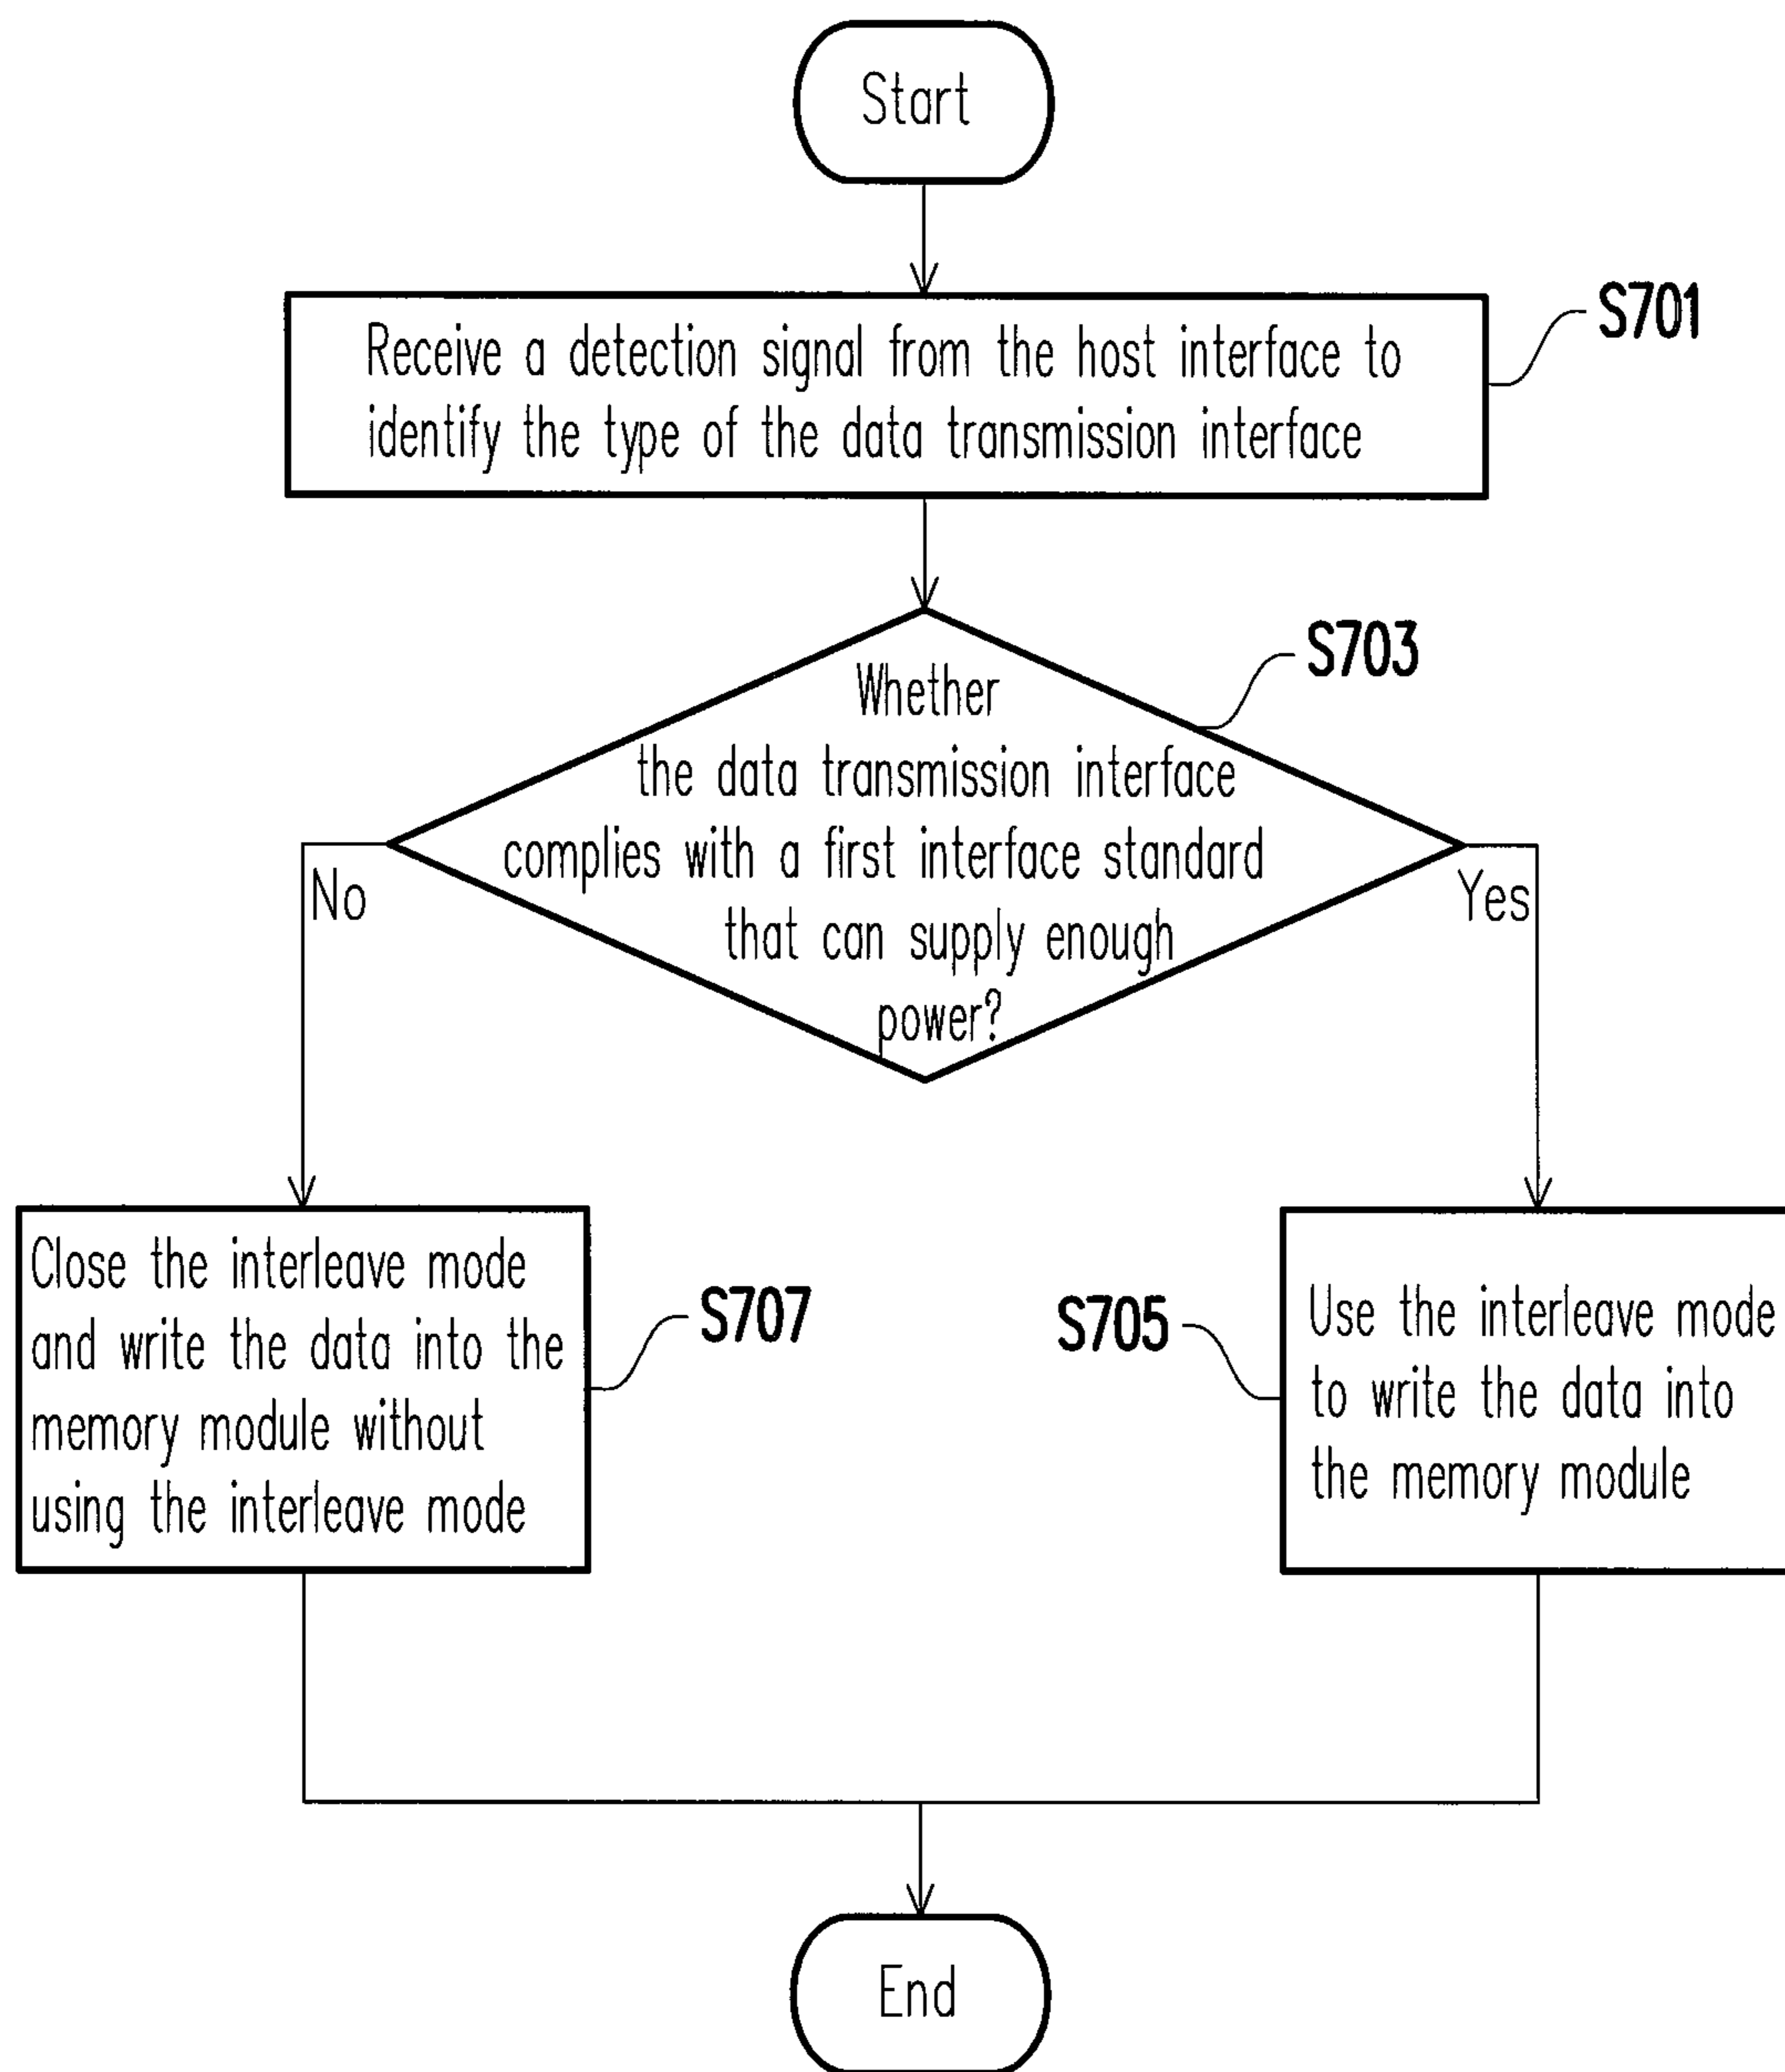 Start
Receive a detection signal from the host interface to
identify the type of the data transmission interface
S701
S703
Whether
the data transmission interface
complies with a first interface standard
that can supply enough
power?
No
Yes
Close the interleave mode
and write the data into the
memory module without
using the interleave mode
S707
S705
Use the interleave mode
to write the data into
the memory module
End